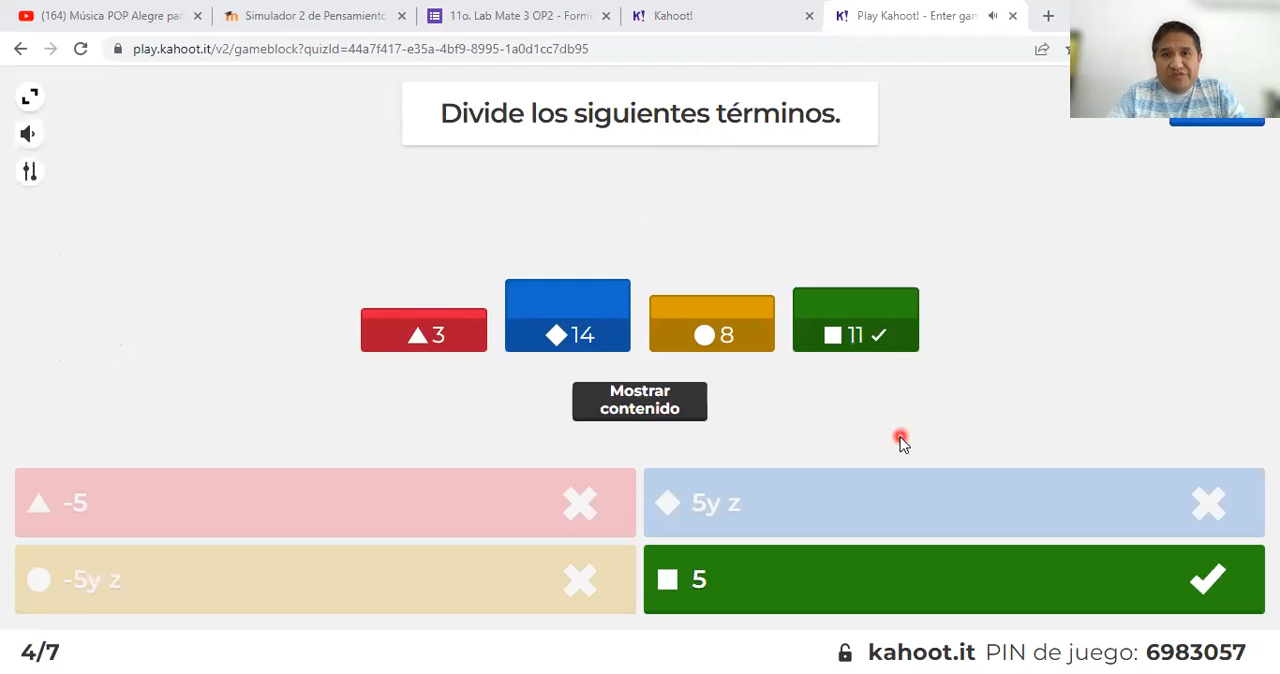 (164) Música POP Alegre par
Simulador 2 de Pensamiento
11o. Lab Mate 3 OP2 - Form
Kahoot!
Play Kahoot! - Enter gam
play.kahoot.it/v2/gameblock?quizId=44a7f417-e35a-4bf9-8995-1a0d1cc7db95
Divide los siguientes términos.
3
14
8
11
Mostrar
contenido
-5
5y z
-5y z
5
4/7
kahoot.it PIN de juego: 6983057